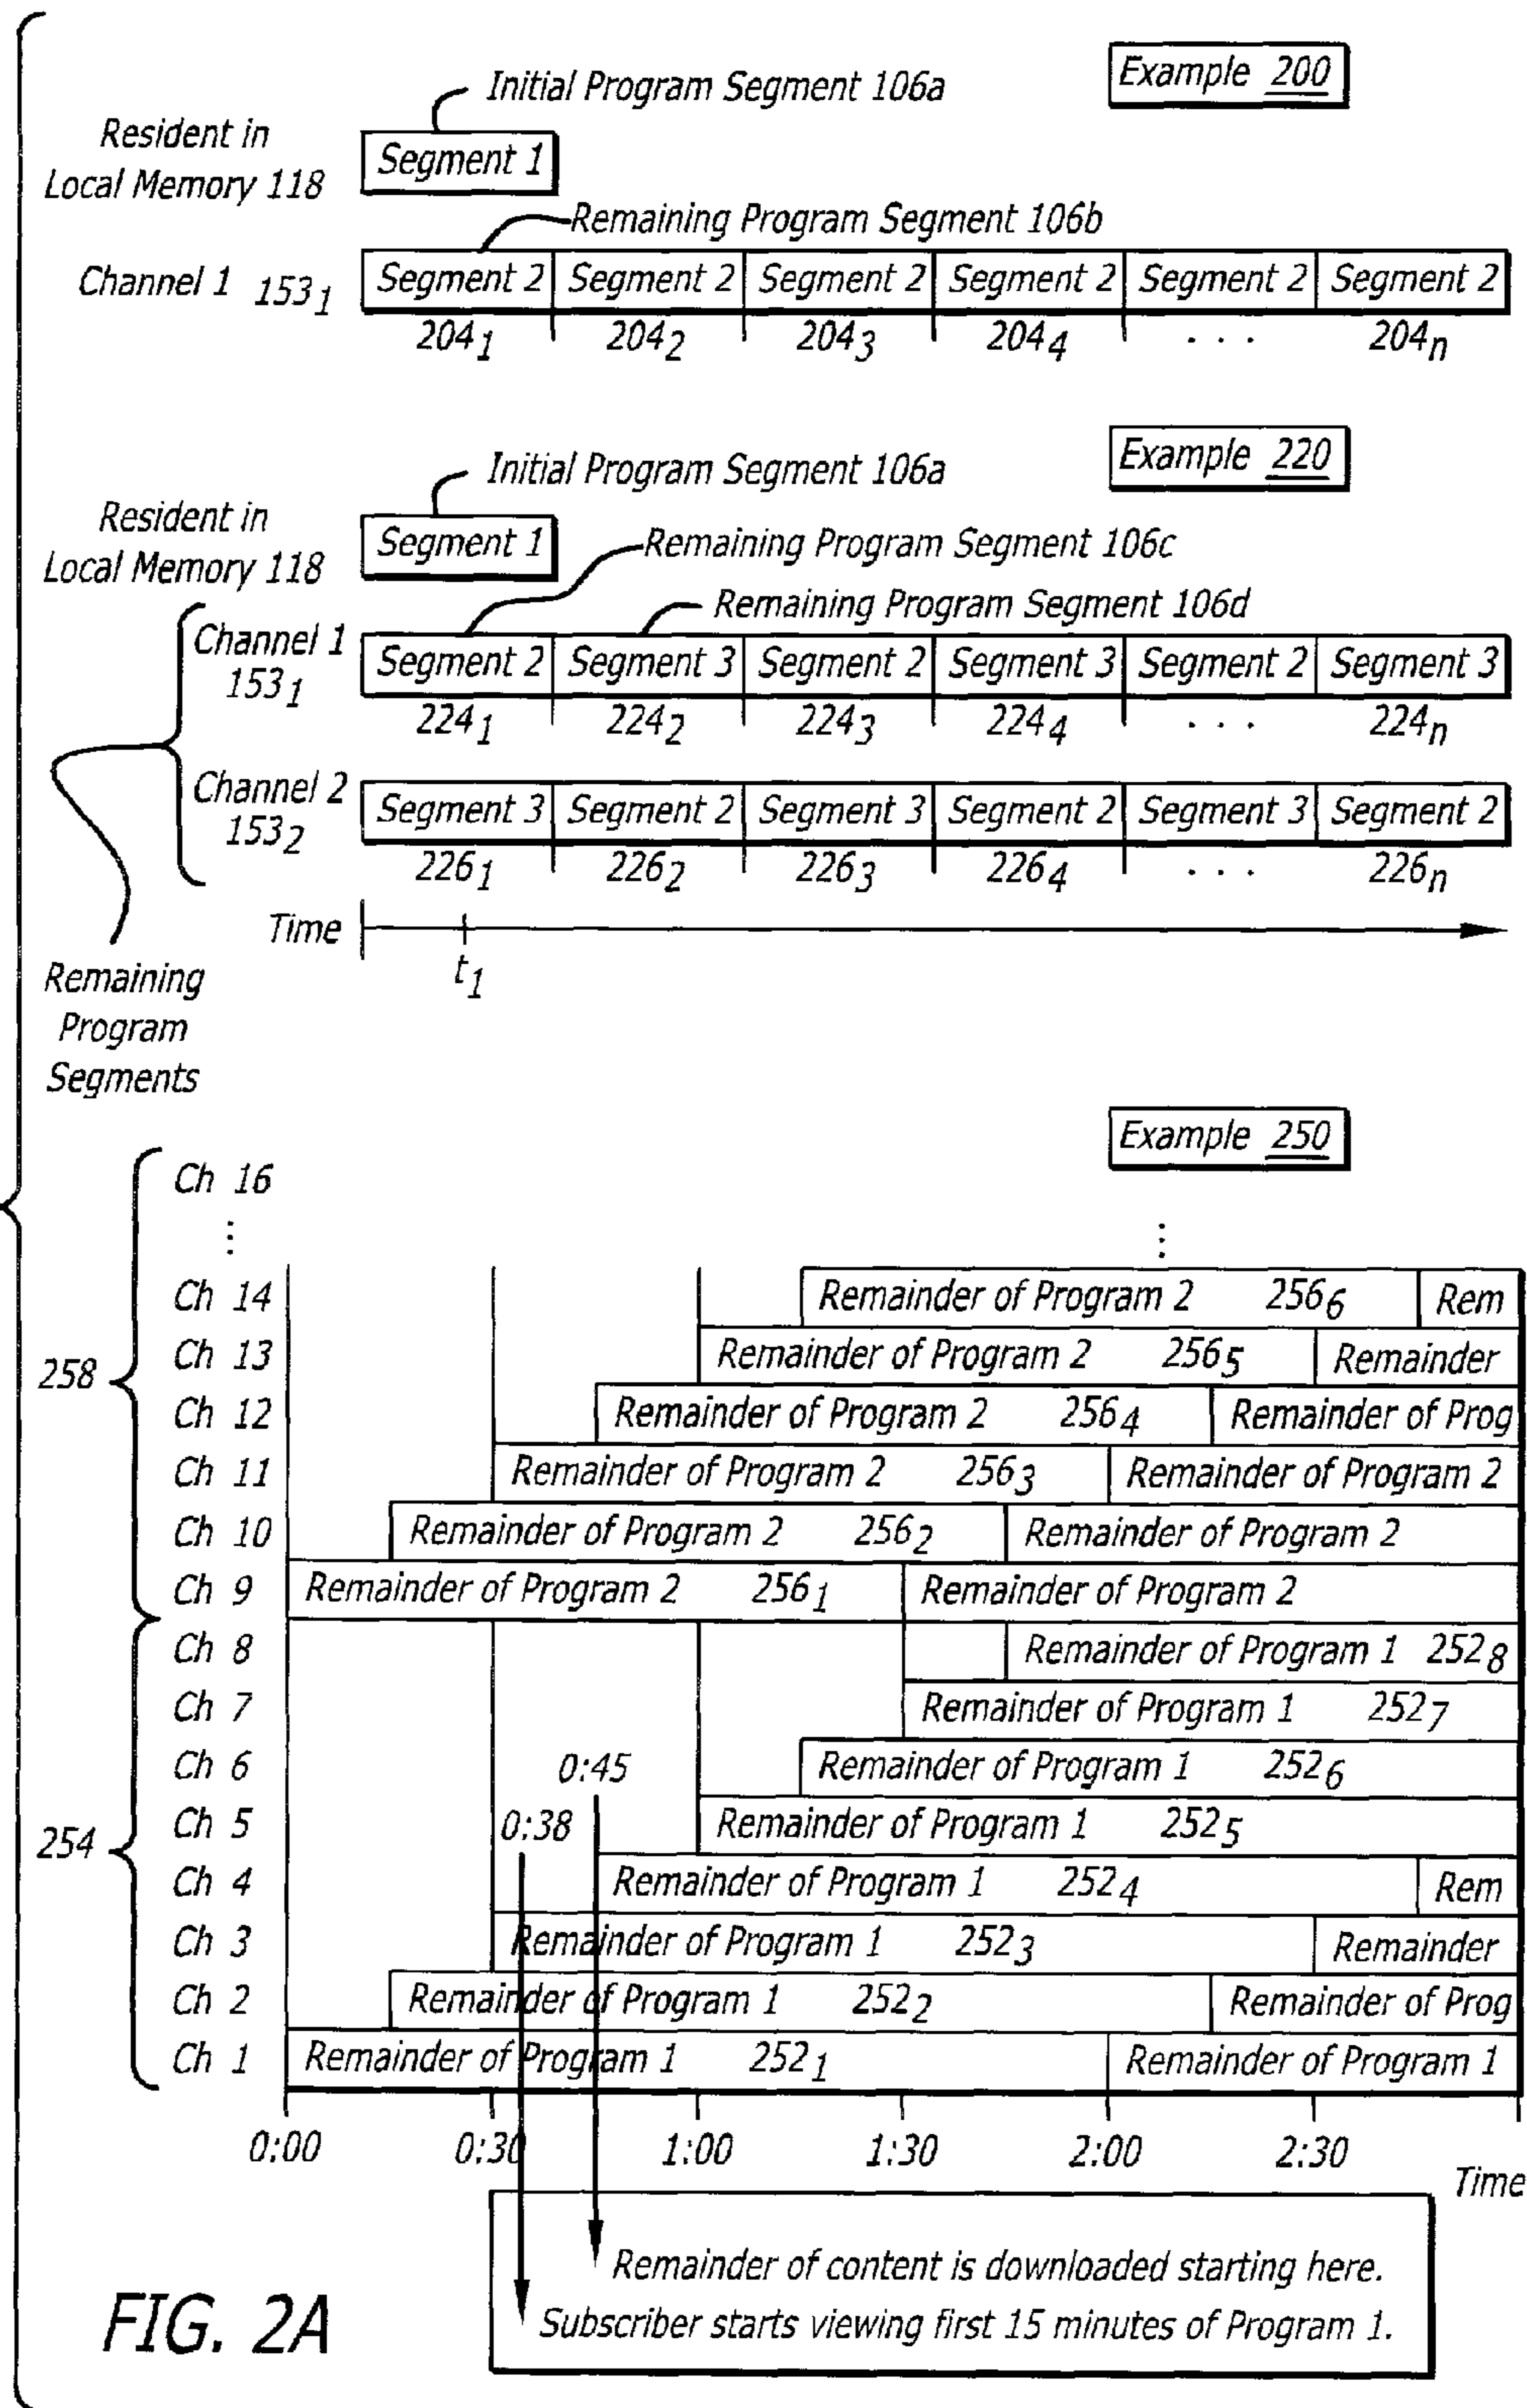 Example 200
Initial Program Segment 106a
Resident in
Local Memory 118
Segment 1
Remaining Program Segment 106b
Channel 1 153₁
Segment 2 Segment 2 Segment 2 Segment 2 Segment 2 Segment 2
204₁ 204₂ 204₃ 204₄ . . . 204ₙ
Example 220
Initial Program Segment 106a
Resident in
Local Memory 118
Segment 1
Remaining Program Segment 106c
Remaining Program Segment 106d
Channel 1
153₁
Segment 2 Segment 3 Segment 2 Segment 3 Segment 2 Segment 3
224₁ 224₂ 224₃ 224₄ . . . 224ₙ
Channel 2
153₂
Segment 3 Segment 2 Segment 3 Segment 2 Segment 3 Segment 2
226₁ 226₂ 226₃ 226₄ . . . 226ₙ
Time
t₁
Remaining
Program
Segments
Example 250
Ch 16
⋮ ⋮
Ch 14 Remainder of Program 2 256₆ Rem
258
Ch 13 Remainder of Program 2 256₅ Remainder
Ch 12 Remainder of Program 2 256₄ Remainder of Prog
Ch 11 Remainder of Program 2 256₃ Remainder of Program 2
Ch 10 Remainder of Program 2 256₂ Remainder of Program 2
Ch 9 Remainder of Program 2 256₁ Remainder of Program 2
Ch 8 Remainder of Program 1 252₈
Ch 7 Remainder of Program 1 252₇
Ch 6 0:45 Remainder of Program 1 252₆
254
Ch 5 0:38 Remainder of Program 1 252₅
Ch 4 Remainder of Program 1 252₄ Rem
Ch 3 Remainder of Program 1 252₃ Remainder
Ch 2 Remainder of Program 1 252₂ Remainder of Prog
Ch 1 Remainder of Program 1 252₁ Remainder of Program 1
0:00 0:30 1:00 1:30 2:00 2:30
Time
Remainder of content is downloaded starting here.
Subscriber starts viewing first 15 minutes of Program 1.
FIG. 2A